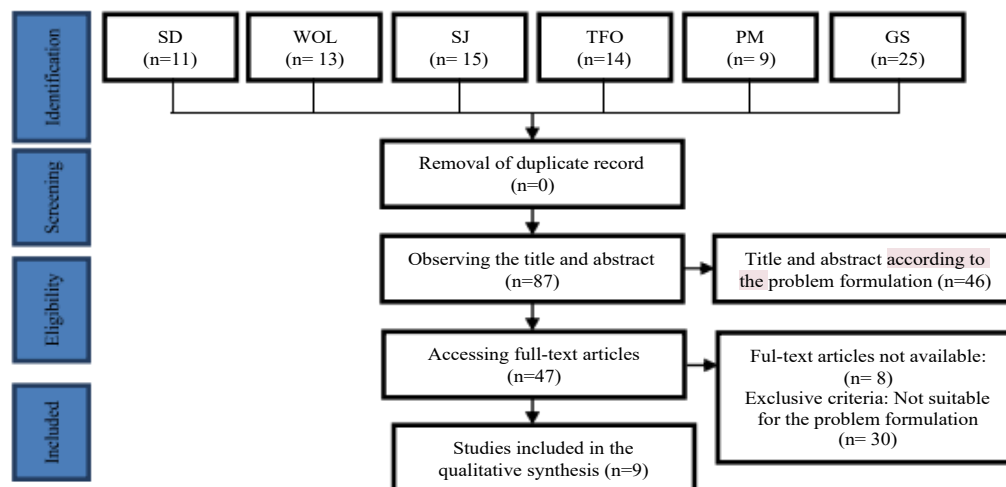 Identification
SD
(n=11)
WOL
(n= 13)
SJ
(n= 15)
TFO
(n=14)
PM
(n= 9)
GS
(n=25)
Screening
Removal of duplicate record
(n=0)
Eligibility
Observing the title and abstract
(n=87)
Title and abstract according to
the problem formulation (n=46)
Accessing full-text articles
(n=47)
Ful-text articles not available:
(n= 8)
Exclusive criteria: Not suitable
for the problem formulation
(n= 30)
Included
Studies included in the
qualitative synthesis (n=9)